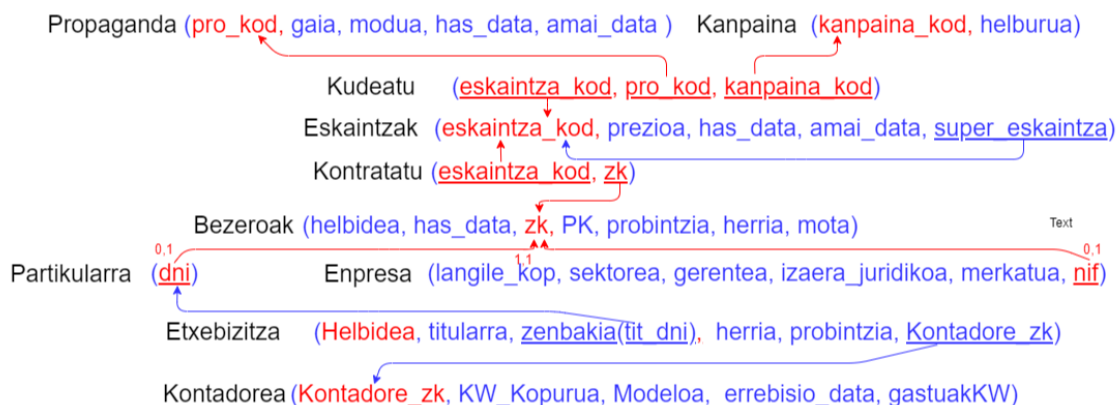 Propaganda (pro_kod, gaia, modua, has_data, amai_data ) Kanpaina (kanpaina_kod, helburua)
Kudeatu (eskaintza_kod, pro_kod, kanpaina_kod)
Eskaintzak (eskaintza_kod, prezioa, has_data, amai_data, super_eskaintza)
Kontratatu (eskaintza_kod, zk)
Bezeroak (helbidea, has_data, zk, PK, probintzia, herria, mota) Text
0,1 1,1 0,1
Partikularra (dni) Enpresa (langile_kop, sektorea, gerentea, izaera_juridikoa, merkatua, nif)
Etxebizitza (Helbidea, titularra, zenbakia(tit_dni), herria, probintzia, Kontadore_zk)
Kontadorea (Kontadore_zk, KW_Kopurua, Modeloa, errebisio_data, gastuakKW)